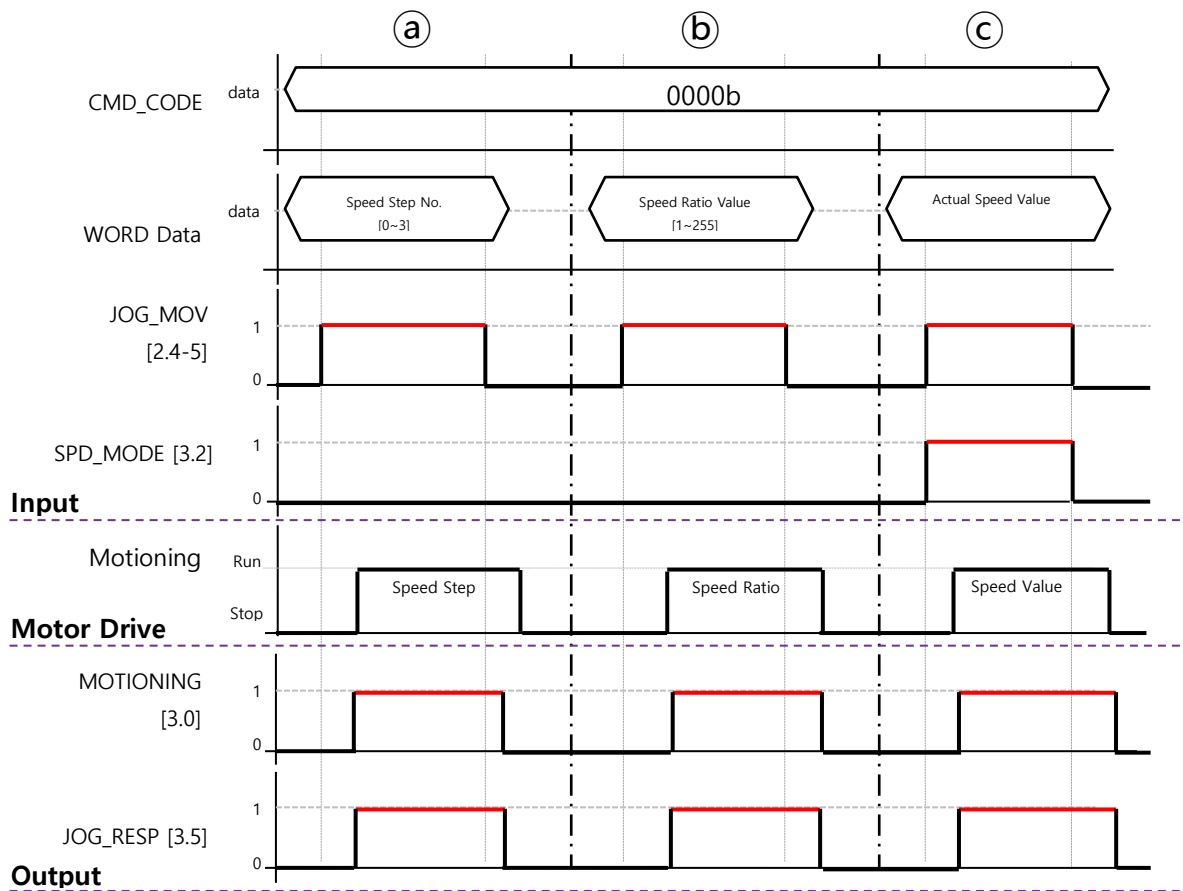 ⓐ ⓑ ⓒ
CMD_CODE data 0000b
WORD Data data
Speed Step No.
[0~3]
Speed Ratio Value
[1~255]
Actual Speed Value
JOG_MOV
[2.4-5]
1
0
SPD_MODE [3.2]
1
0
Input
Motioning
Run
Stop
Speed Step Speed Ratio Speed Value
Motor Drive
MOTIONING
[3.0]
1
0
JOG_RESP [3.5]
1
0
Output